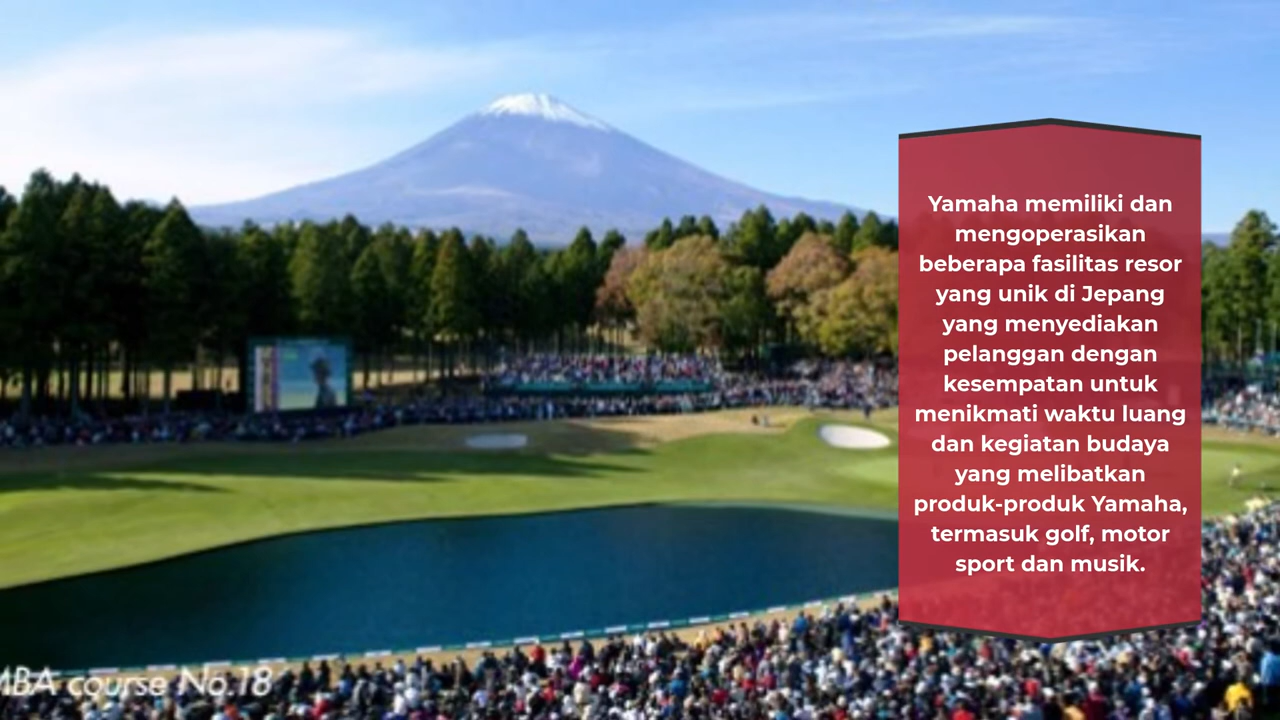 Yamaha memiliki dan
mengoperasikan
beberapa fasilitas resor
yang unik di Jepang
yang menyediakan
pelanggan dengan
kesempatan untuk
menikmati waktu luang
dan kegiatan budaya
yang melibatkan
produk-produk Yamaha,
termasuk golf, motor
sport dan musik.
MBA course No.18